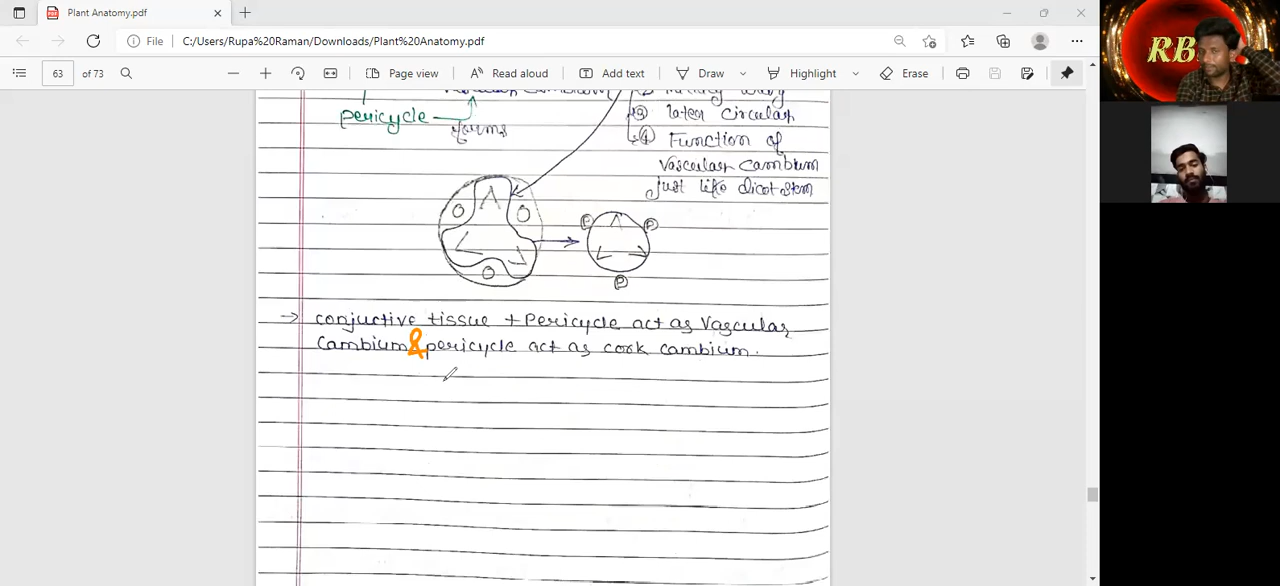 Plant Anatomy.pdf
File
C:/Users/Rupa%20Raman/Downloads/Plant%20Anatomy.pdf
63 of 73
Page view
Read aloud
Add text
Draw
Highlight
Erase
RB
pericycle
forms
③ later circular
④ Function of
vascular cambium
just like dicot stem
P P
P
→ conjuctive tissue + Pericycle act as Vascular
Cambium & pericycle act as cork cambium.